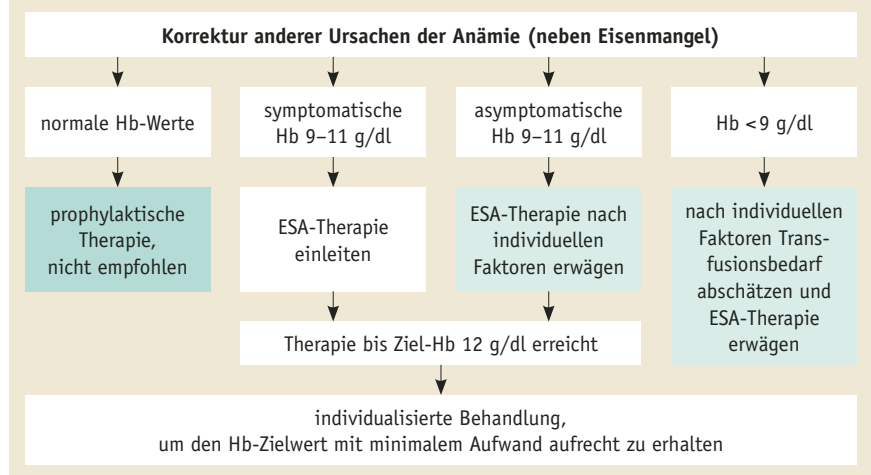 Korrektur anderer Ursachen der Anämie (neben Eisenmangel)
normale Hb-Werte
symptomatische
Hb 9–11 g/dl
asymptomatische
Hb 9–11 g/dl
Hb <9 g/dl
prophylaktische
Therapie,
nicht empfohlen
ESA-Therapie
einleiten
ESA-Therapie nach
individuellen
Faktoren erwägen
nach individuellen
Faktoren Trans-
fusionsbedarf
abschätzen und
ESA-Therapie
erwägen
Therapie bis Ziel-Hb 12 g/dl erreicht
individualisierte Behandlung,
um den Hb-Zielwert mit minimalem Aufwand aufrecht zu erhalten